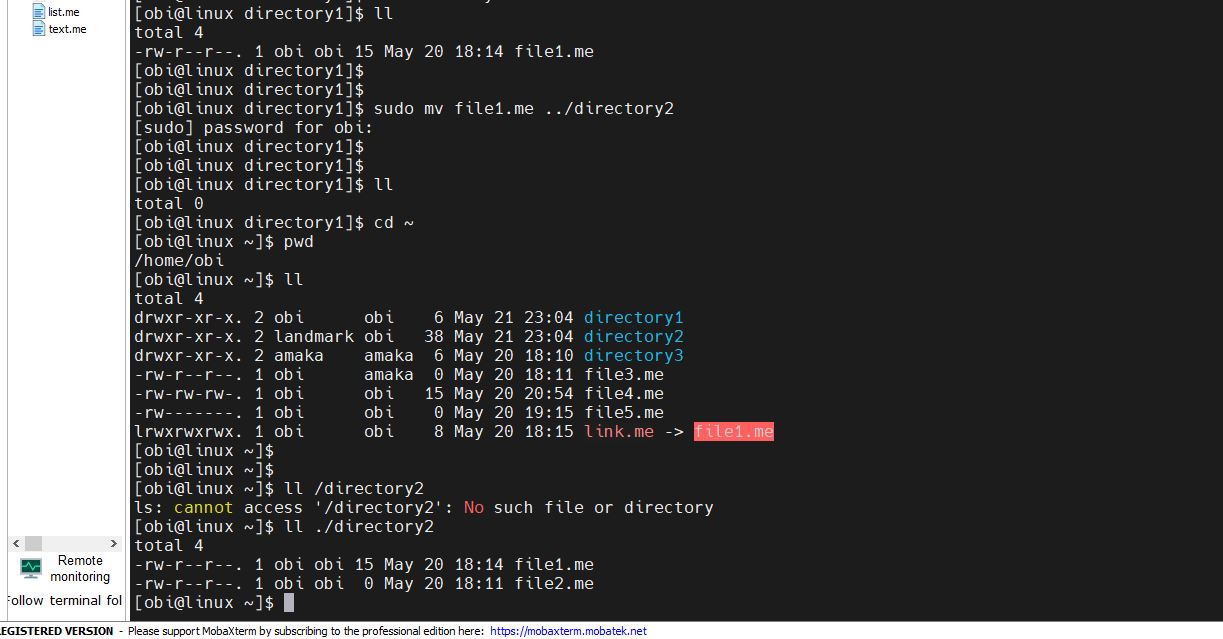 list.me
text.me
[obi@linux directory1]$ ll
total 4
-rw-r--r--. 1 obi obi 15 May 20 18:14 file1.me
[obi@linux directory1]$
[obi@linux directory1]$
[obi@linux directory1]$ sudo mv file1.me ../directory2
[sudo] password for obi:
[obi@linux directory1]$
[obi@linux directory1]$
[obi@linux directory1]$ ll
total 0
[obi@linux directory1]$ cd ~
[obi@linux ~]$ pwd
/home/obi
[obi@linux ~]$ ll
total 4
drwxr-xr-x. 2 obi      obi    6 May 21 23:04 directory1
drwxr-xr-x. 2 landmark obi   38 May 21 23:04 directory2
drwxr-xr-x. 2 amaka    amaka  6 May 20 18:10 directory3
-rw-r--r--. 1 obi      amaka  0 May 20 18:11 file3.me
-rw-rw-rw-. 1 obi      obi   15 May 20 20:54 file4.me
-rw-------. 1 obi      obi    0 May 20 19:15 file5.me
lrwxrwxrwx. 1 obi      obi    8 May 20 18:15 link.me -> file1.me
[obi@linux ~]$
[obi@linux ~]$
[obi@linux ~]$ ll /directory2
ls: cannot access '/directory2': No such file or directory
[obi@linux ~]$ ll ./directory2
total 4
-rw-r--r--. 1 obi obi 15 May 20 18:14 file1.me
-rw-r--r--. 1 obi obi  0 May 20 18:11 file2.me
[obi@linux ~]$
Remote
monitoring
Follow terminal fol
EGISTERED VERSION - Please support MobaXterm by subscribing to the professional edition here: https://mobaxterm.mobatek.net